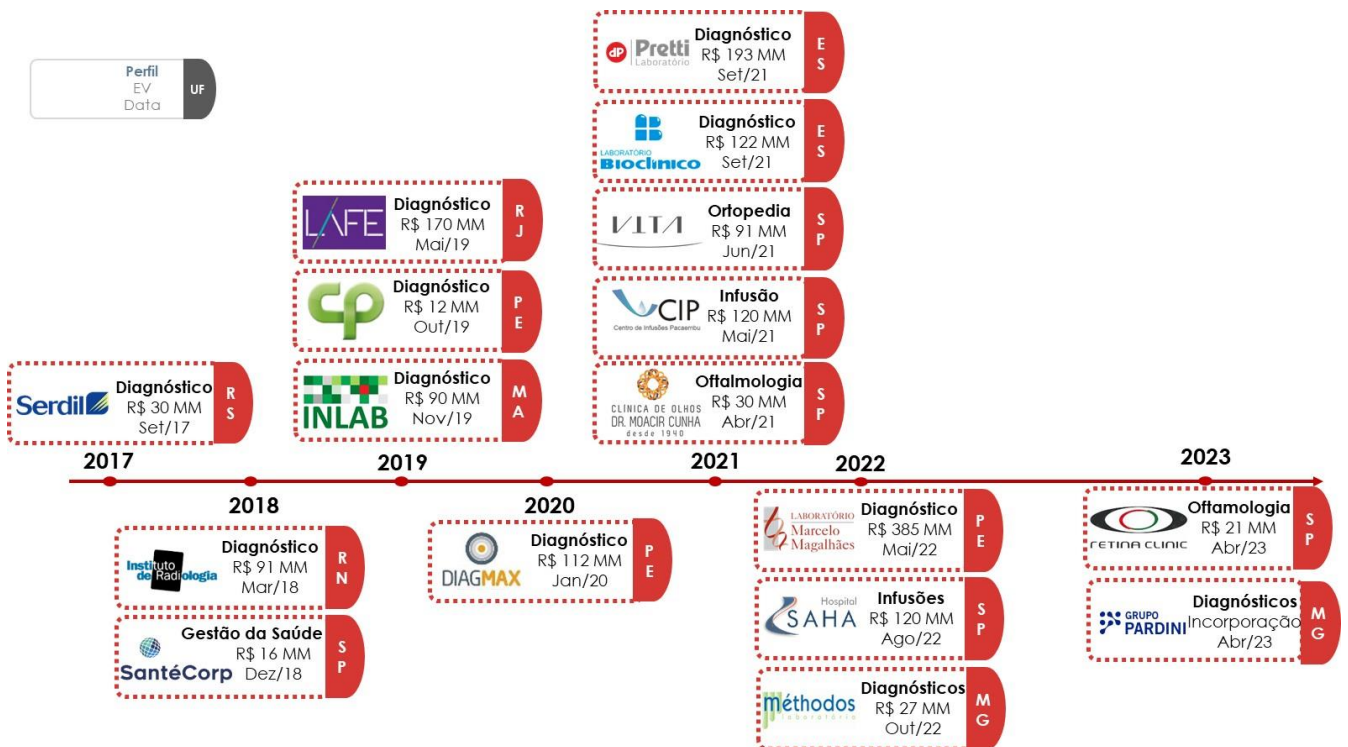 Perfil
EV
Data
UF
dP Pretti
Laboratório
Diagnóstico
R$ 193 MM
Set/21
ES
LABORATÓRIO
Bioclínico
Diagnóstico
R$ 122 MM
Set/21
ES
LAFE
Diagnóstico
R$ 170 MM
Mai/19
RJ
VITA
Ortopedia
R$ 91 MM
Jun/21
SP
CP
Diagnóstico
R$ 12 MM
Out/19
PE
CIP
Centro de Infusões Pacaembu
Infusão
R$ 120 MM
Mai/21
SP
Serdil
Diagnóstico
R$ 30 MM
Set/17
RS
INLAB
Diagnóstico
R$ 90 MM
Nov/19
MA
CLINICA DE OLHOS
DR. MOACIR CUNHA
desde 1940
Oftalmologia
R$ 30 MM
Abr/21
SP
2017
2019
2021
2022
2023
2018
2020
Instituto
de Radiologia
Diagnóstico
R$ 91 MM
Mar/18
RN
DIAGMAX
Diagnóstico
R$ 112 MM
Jan/20
PE
LABORATÓRIO
Marcelo
Magalhães
Diagnóstico
R$ 385 MM
Mai/22
PE
RETINA CLINIC
Oftamologia
R$ 21 MM
Abr/23
SP
SantéCorp
Gestão da Saúde
R$ 16 MM
Dez/18
SP
Hospital
SAHA
Infusões
R$ 120 MM
Ago/22
SP
GRUPO
PARDINI
Diagnósticos
Incorporação
Abr/23
MG
méthodos
laboratório
Diagnósticos
R$ 27 MM
Out/22
MG